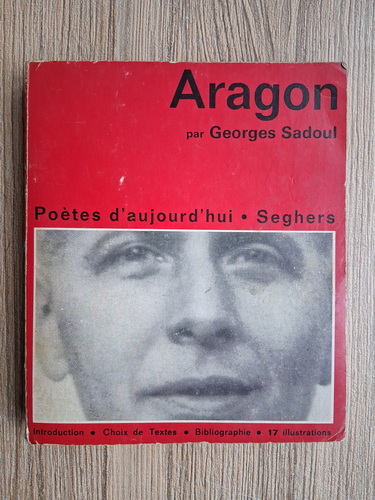 Aragon
par Georges Sadoul
Poètes d'aujourd'hui • Seghers
Introduction • Choix de Textes • Bibliographie • 17 illustrations